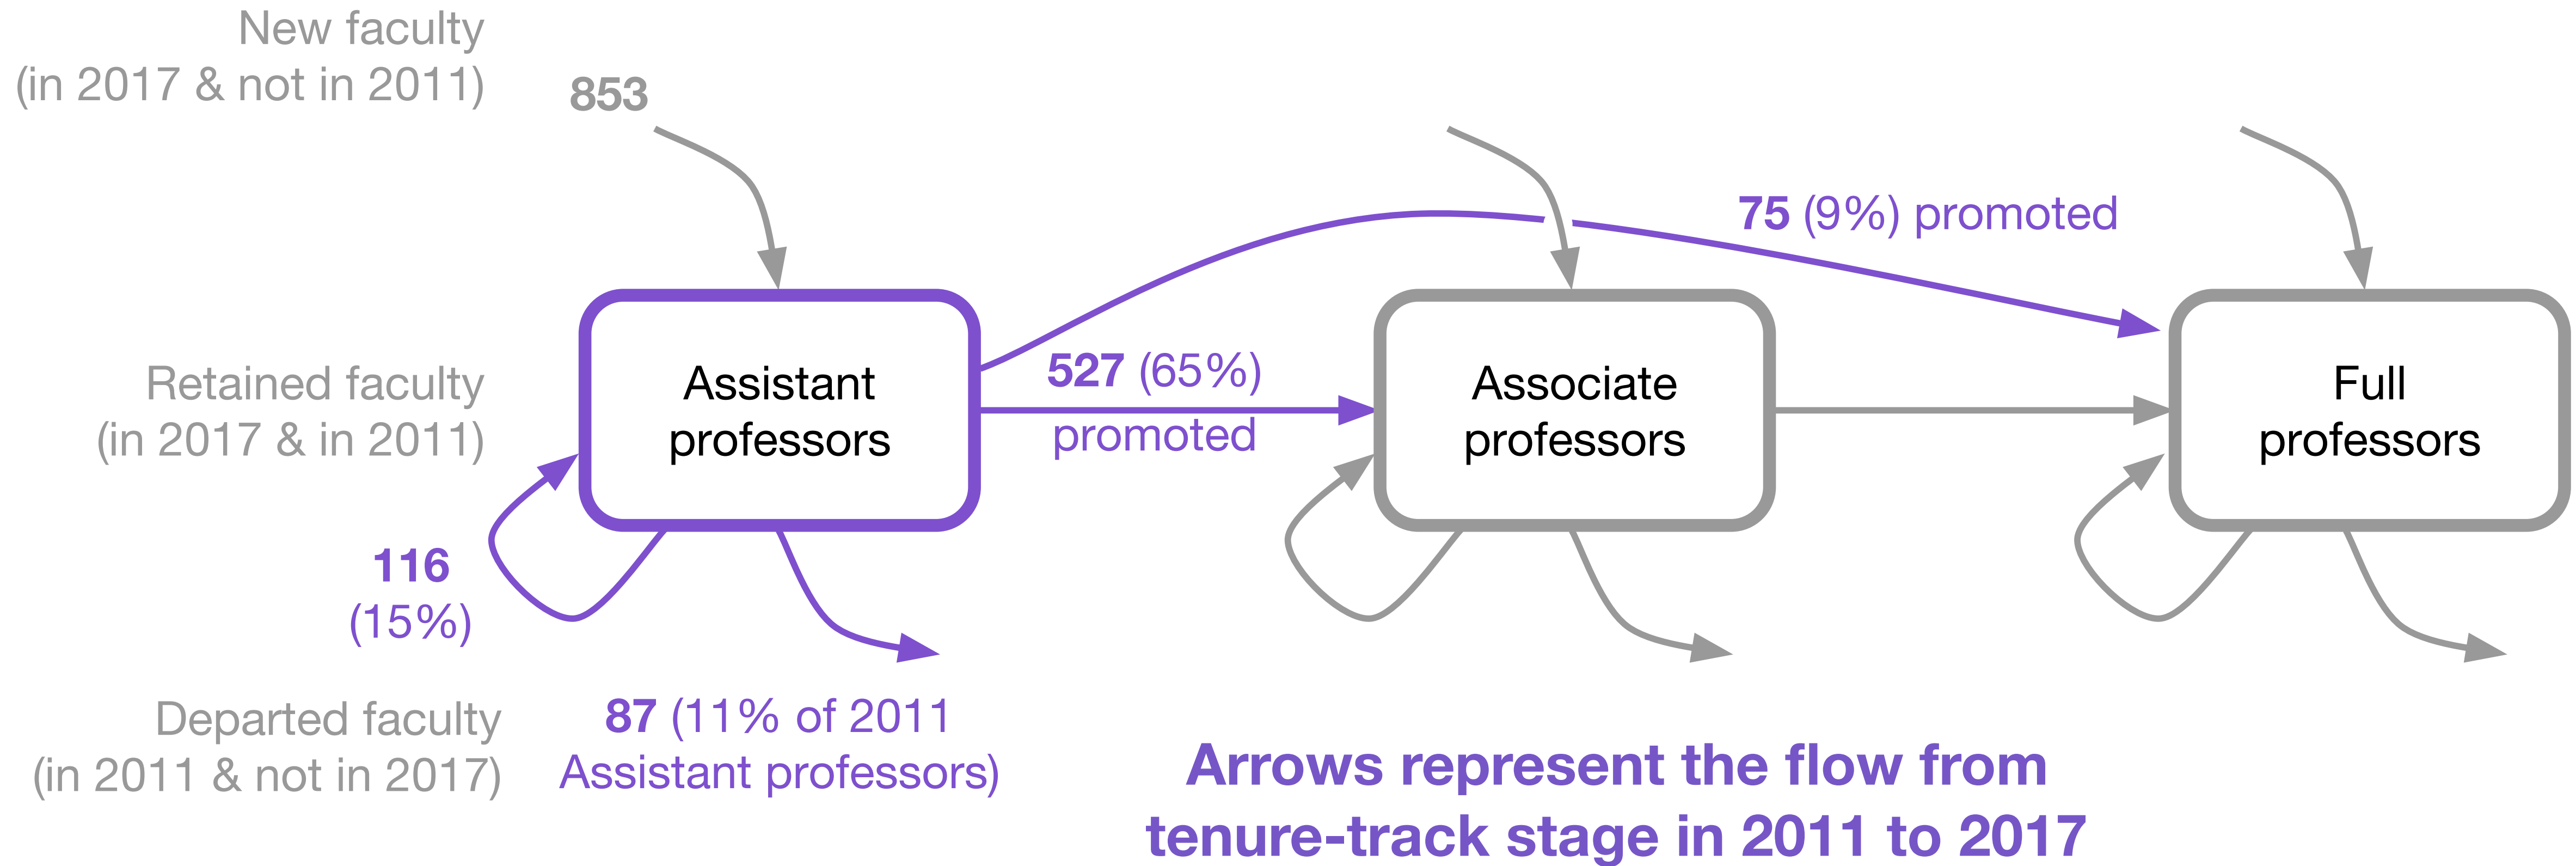 New faculty
(in 2017 & not in 2011)
853
75 (9%) promoted
Retained faculty
(in 2017 & in 2011)
Assistant
professors
527 (65%)
promoted
Associate
professors
Full
professors
116
(15%)
Departed faculty
(in 2011 & not in 2017)
87 (11% of 2011
Assistant professors)
Arrows represent the flow from
tenure-track stage in 2011 to 2017